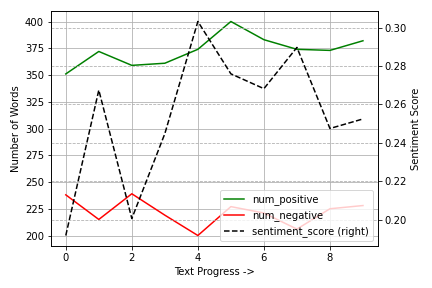 400
375
350
325
300
275
250
225
200
Number of Words
0.30
0.28
0.26
0.24
0.22
0.20
Sentiment Score
num_positive
num_negative
sentiment_score (right)
0 2 4 6 8
Text Progress ->